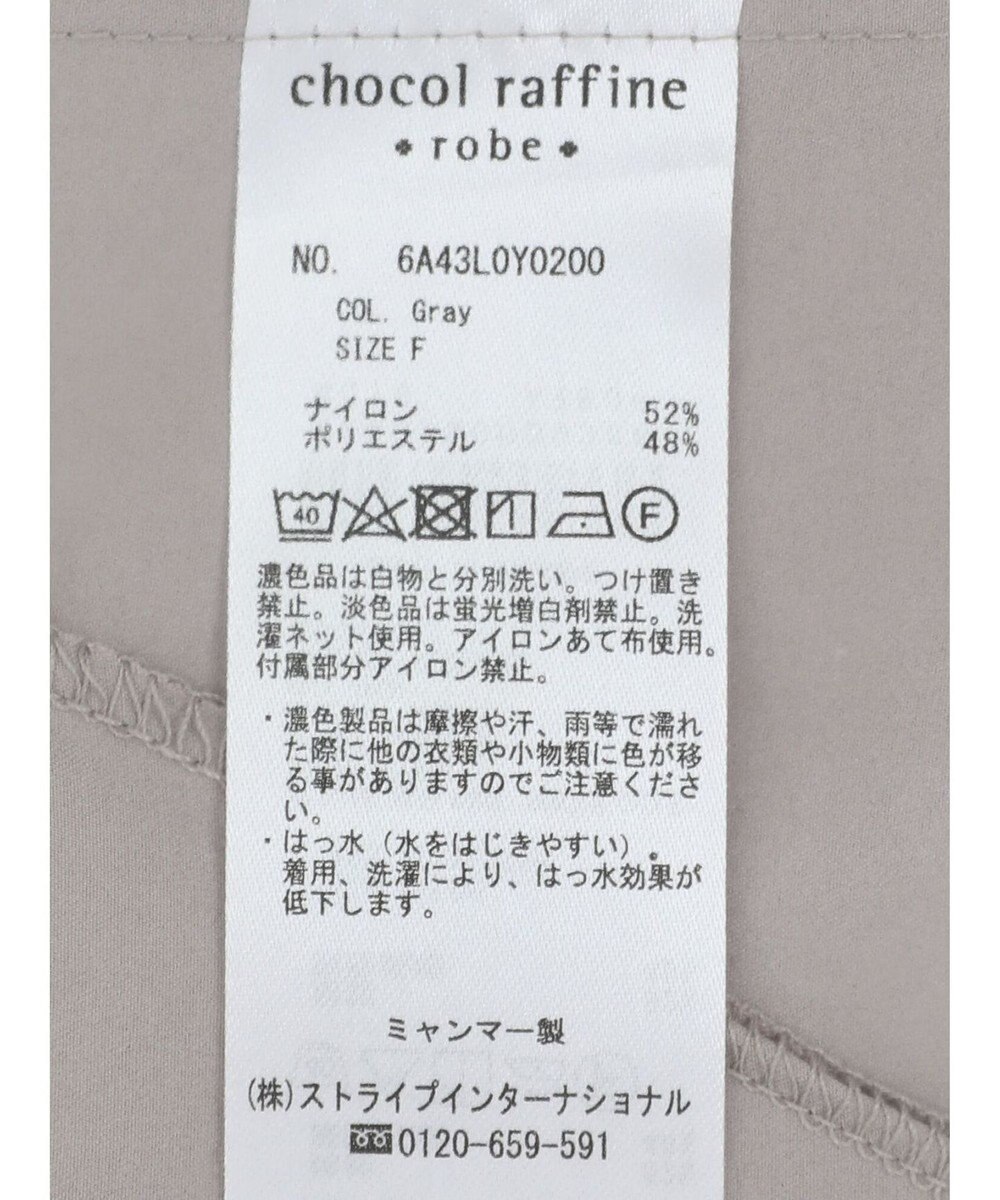 chocol raffine
robe
NO. 6A43L0Y0200
COL. Gray
SIZE F
ナイロン 52%
ポリエステル 48%
40 F
濃色品は白物と分別洗い。つけ置き
禁止。淡色品は蛍光増白剤禁止。洗
濯ネット使用。アイロンあて布使用。
付属部分アイロン禁止。
・濃色製品は摩擦や汗、雨等で濡れ
た際に他の衣類や小物類に色が移
る事がありますのでご注意くださ
い。
・はっ水（水をはじきやすい）。
着用、洗濯により、はっ水効果が
低下します。
ミャンマー製
(株)ストライプインターナショナル
0120-659-591